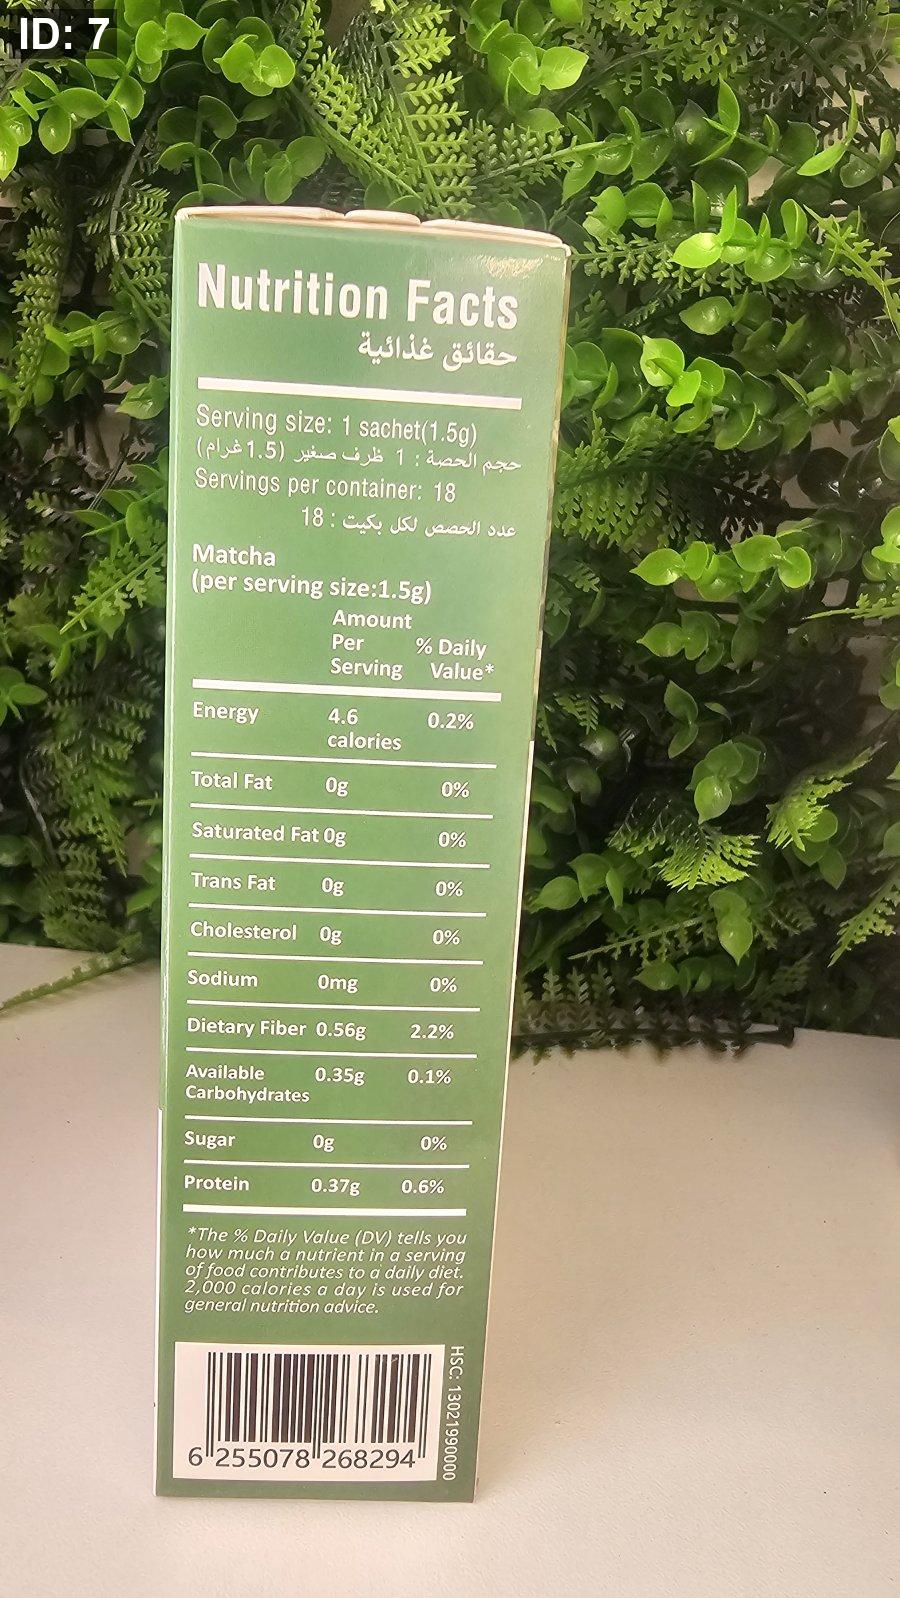 ID: 7
Nutrition Facts
حقائق غذائية
Serving size: 1 sachet(1.5g)
حجم الحصة : 1 ظرف صغير (1.5غرام)
Servings per container: 18
عدد الحصص لكل بكيت : 18
Matcha
(per serving size:1.5g)
Amount
Per % Daily
Serving Value*
Energy 4.6 0.2%
calories
Total Fat 0g 0%
Saturated Fat 0g 0%
Trans Fat 0g 0%
Cholesterol 0g 0%
Sodium 0mg 0%
Dietary Fiber 0.56g 2.2%
Available 0.35g 0.1%
Carbohydrates
Sugar 0g 0%
Protein 0.37g 0.6%
*The % Daily Value (DV) tells you
how much a nutrient in a serving
of food contributes to a daily diet.
2,000 calories a day is used for
general nutrition advice.
HSC: 13021990000
6 255078 268294